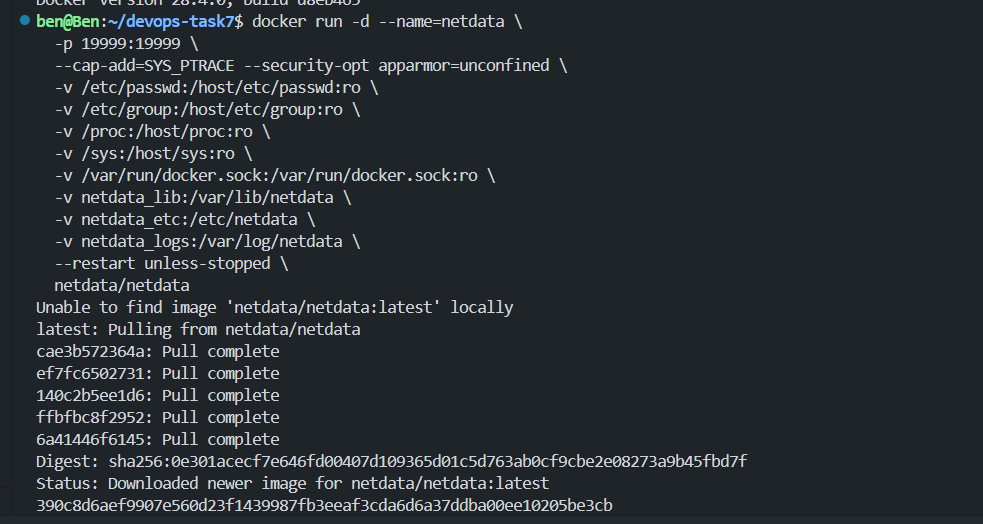 Docker version 28.4.0, build d8eb465
ben@Ben:~/devops-task7$ docker run -d --name=netdata \
  -p 19999:19999 \
  --cap-add=SYS_PTRACE --security-opt apparmor=unconfined \
  -v /etc/passwd:/host/etc/passwd:ro \
  -v /etc/group:/host/etc/group:ro \
  -v /proc:/host/proc:ro \
  -v /sys:/host/sys:ro \
  -v /var/run/docker.sock:/var/run/docker.sock:ro \
  -v netdata_lib:/var/lib/netdata \
  -v netdata_etc:/etc/netdata \
  -v netdata_logs:/var/log/netdata \
  --restart unless-stopped \
  netdata/netdata
Unable to find image 'netdata/netdata:latest' locally
latest: Pulling from netdata/netdata
cae3b572364a: Pull complete
ef7fc6502731: Pull complete
140c2b5ee1d6: Pull complete
ffbfbc8f2952: Pull complete
6a41446f6145: Pull complete
Digest: sha256:0e301acecf7e646fd00407d109365d01c5d763ab0cf9cbe2e08273a9b45fbd7f
Status: Downloaded newer image for netdata/netdata:latest
390c8d6aef9907e560d23f1439987fb3eeaf3cda6d6a37ddba00ee10205be3cb